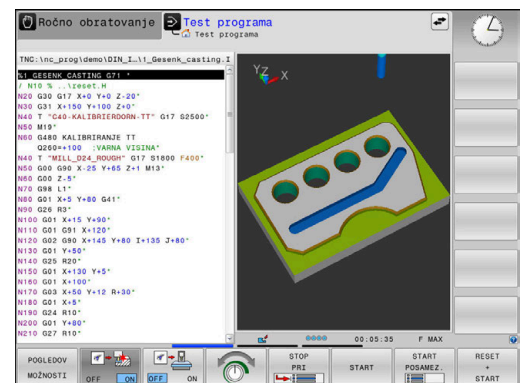 Ročno obratovanje
Test programa
Test programa
TNC:\nc_prog\demo\DIN_I…\1_Gesenk_casting.I
%1_GESENK_CASTING G71 *
/ N10 % ..\reset.H
N20 G30 G17 X+0 Y+0 Z-20*
N30 G31 X+150 Y+100 Z+0*
N40 T "C40-KALIBRIERDORN-TT" G17 S2500*
N50 M19*
N60 G480 KALIBRIRANJE TT
Q260=+100 ;VARNA VISINA*
N40 T "MILL_D24_ROUGH" G17 S1800 F400*
N50 G00 G90 X-25 Y+65 Z+1 M13*
N60 G00 Z-5*
N70 G98 L1*
N80 G01 X+5 Y+80 G41*
N90 G26 R3*
N100 G01 X+15 Y+90*
N110 G01 G91 X+120*
N120 G02 G90 X+145 Y+80 I+135 J+80*
N130 G01 Y+50*
N140 G25 R20*
N150 G01 X+130 Y+5*
N160 G01 X+100*
N170 G03 X+50 Y+12 R+30*
N180 G01 X+5*
N190 G24 R10*
N200 G01 Y+80*
N210 G27 R10*
Y Z X
00:05:35 F MAX
POGLEDOV
MOŽNOSTI
OFF ON
OFF ON
STOP
PRI
START
START
POSAMEZ.
RESET
+
START